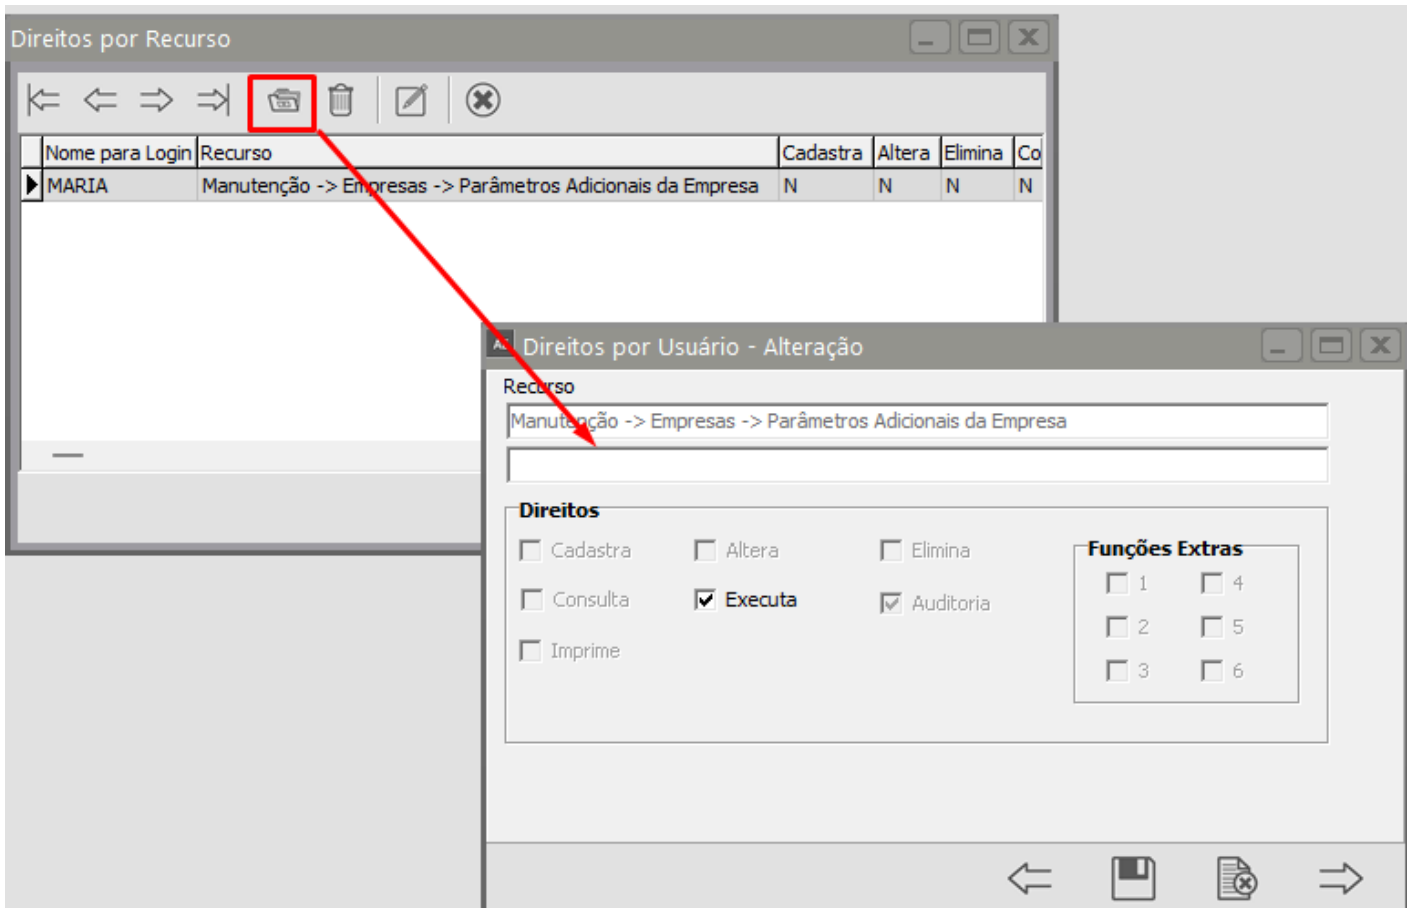 Direitos por Recurso
Nome para Login Recurso Cadastra Altera Elimina Co
MARIA Manutenção -> Empresas -> Parâmetros Adicionais da Empresa N N N N
Direitos por Usuário - Alteração
Recurso
Manutenção -> Empresas -> Parâmetros Adicionais da Empresa
Direitos
Cadastra Altera Elimina
Consulta Executa Auditoria
Imprime
Funções Extras
1 4
2 5
3 6